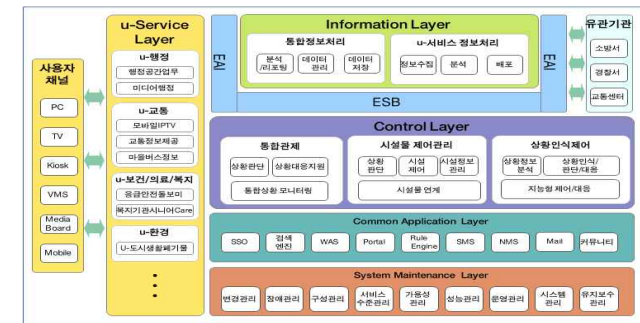 사용자
채널
PC
TV
Kiosk
VMS
Media
Board
Mobile
u-Service
Layer
u-행정
행정공간업무
미디어행정
u-교통
모바일IPTV
교통정보제공
마을버스정보
u-보건/의료/복지
응급안전돌보미
복지기관시니어Care
u-환경
U-도시생활폐기물
EAI
Information Layer
통합정보처리
분석
/리포팅
데이터
관리
데이터
저장
u-서비스 정보처리
정보수집
분석
배포
ESB
EAI
유관기관
소방서
경찰서
교통센터
Control Layer
통합관제
상황판단
상황대응지원
통합상황 모니터링
시설물 제어관리
상황
판단
시설
제어
시설정보
관리
시설물 연계
상황인식제어
상황정보
분석
상황인식/
판단/대응
지능형 제어/대응
Common Application Layer
SSO
검색
엔진
WAS
Portal
Rule
Engine
SMS
NMS
Mail
커뮤니티
System Maintenance Layer
변경관리
장애관리
구성관리
서비스
수준관리
가용성
관리
성능관리
운영관리
시스템
관리
유지보수
관리